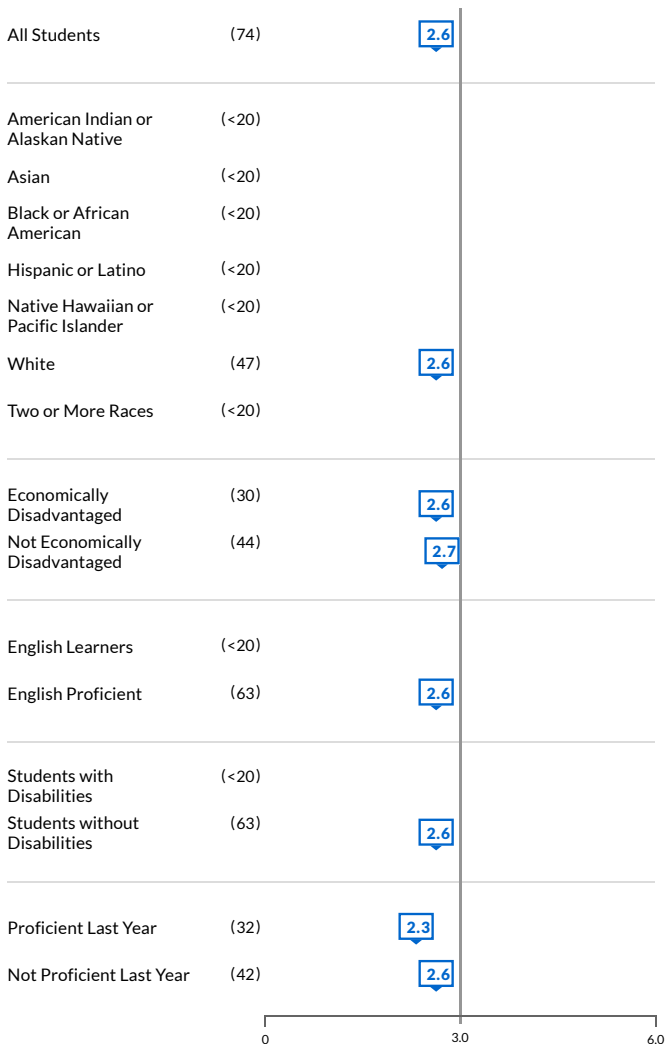 All Students (74) 2.6
American Indian or (<20)
Alaskan Native
Asian (<20)
Black or African (<20)
American
Hispanic or Latino (<20)
Native Hawaiian or (<20)
Pacific Islander
White (47) 2.6
Two or More Races (<20)
Economically (30) 2.6
Disadvantaged
Not Economically (44) 2.7
Disadvantaged
English Learners (<20)
English Proficient (63) 2.6
Students with (<20)
Disabilities
Students without (63) 2.6
Disabilities
Proficient Last Year (32) 2.3
Not Proficient Last Year (42) 2.6
0 3.0 6.0